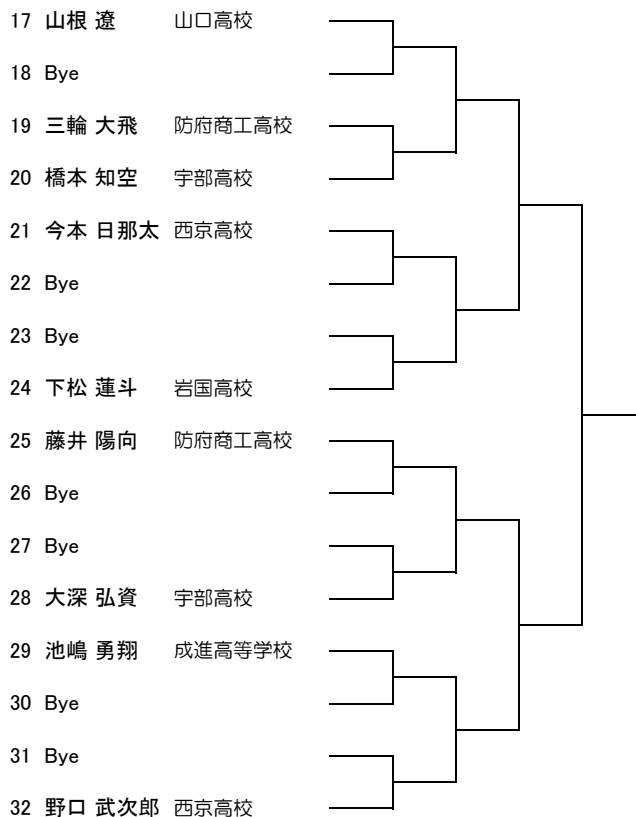 17 山根 遼 山口高校
18 Bye
19 三輪 大飛 防府商工高校
20 橋本 知空 宇部高校
21 今本 日那太 西京高校
22 Bye
23 Bye
24 下松 蓮斗 岩国高校
25 藤井 陽向 防府商工高校
26 Bye
27 Bye
28 大深 弘資 宇部高校
29 池嶋 勇翔 成進高等学校
30 Bye
31 Bye
32 野口 武次郎 西京高校